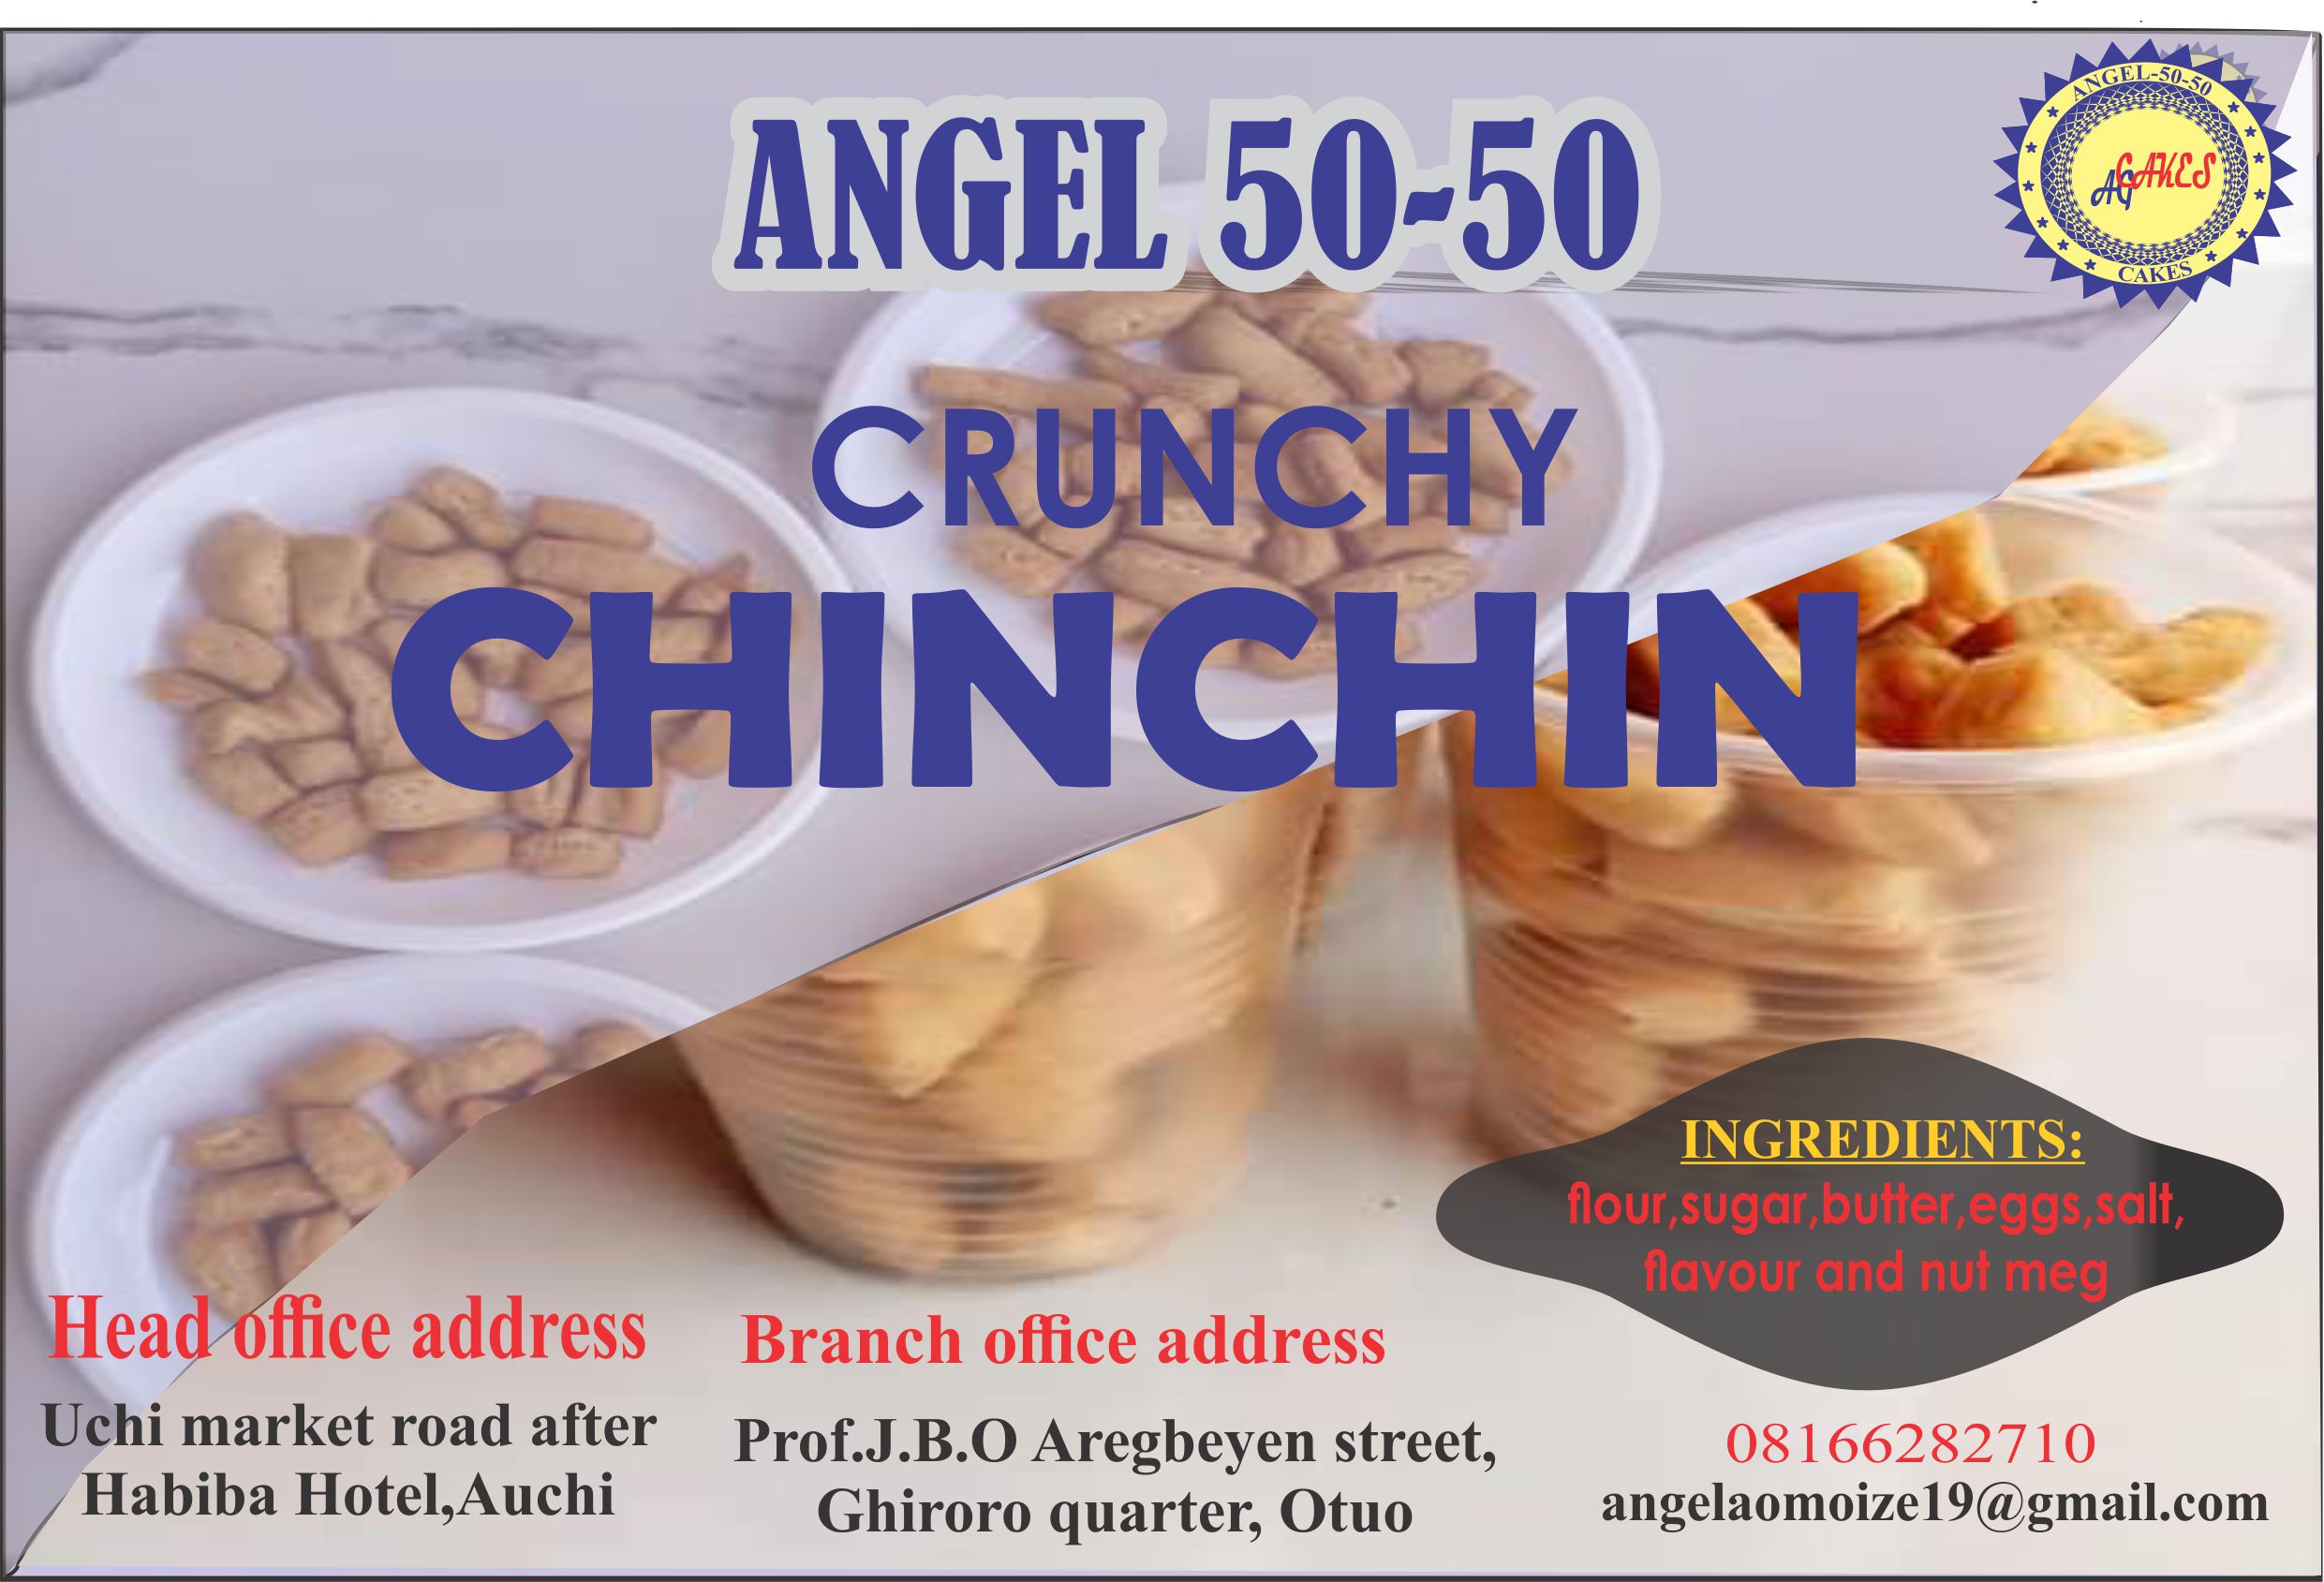 ANGEL 50-50
ANGEL-50-50
AG CAKES
CAKES
CRUNCHY
CHINCHIN
INGREDIENTS:
flour,sugar,butter,eggs,salt,
flavour and nut meg
Head office address
Uchi market road after
Habiba Hotel,Auchi
Branch office address
Prof.J.B.O Aregbeyen street,
Ghiroro quarter, Otuo
08166282710
angelaomoize19@gmail.com